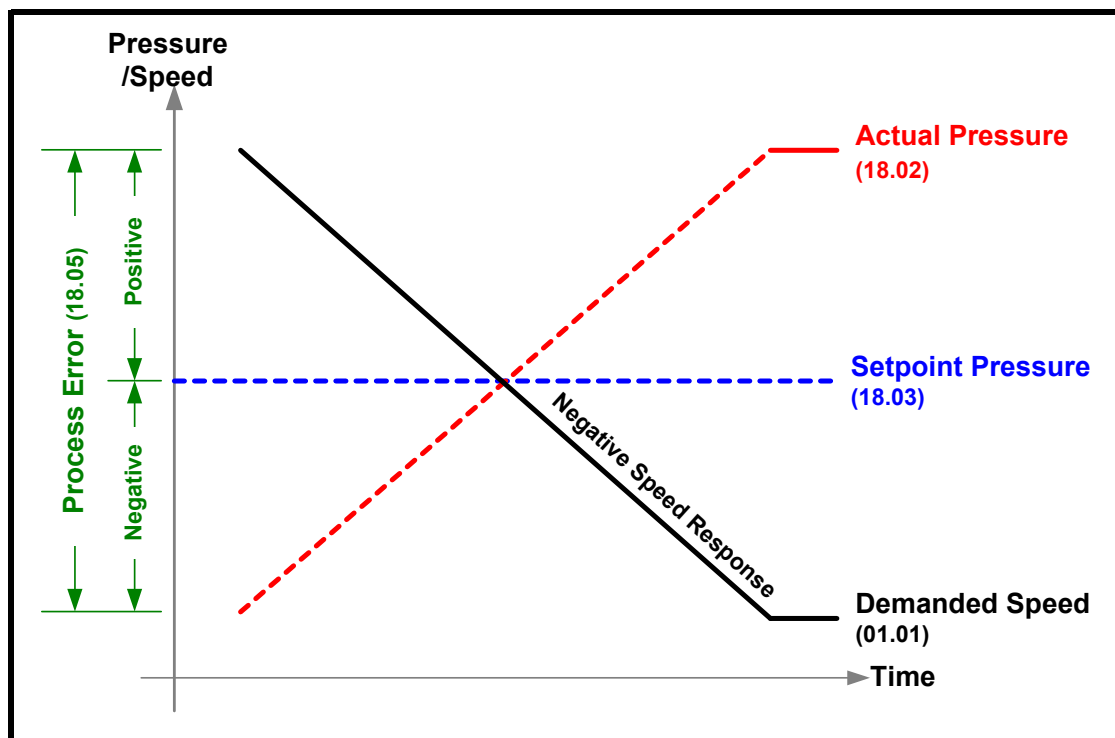 Pressure
/Speed
Actual Pressure
(18.02)
Process Error (18.05)
Positive
Setpoint Pressure
(18.03)
Negative
Negative Speed Response
Demanded Speed
(01.01)
Time